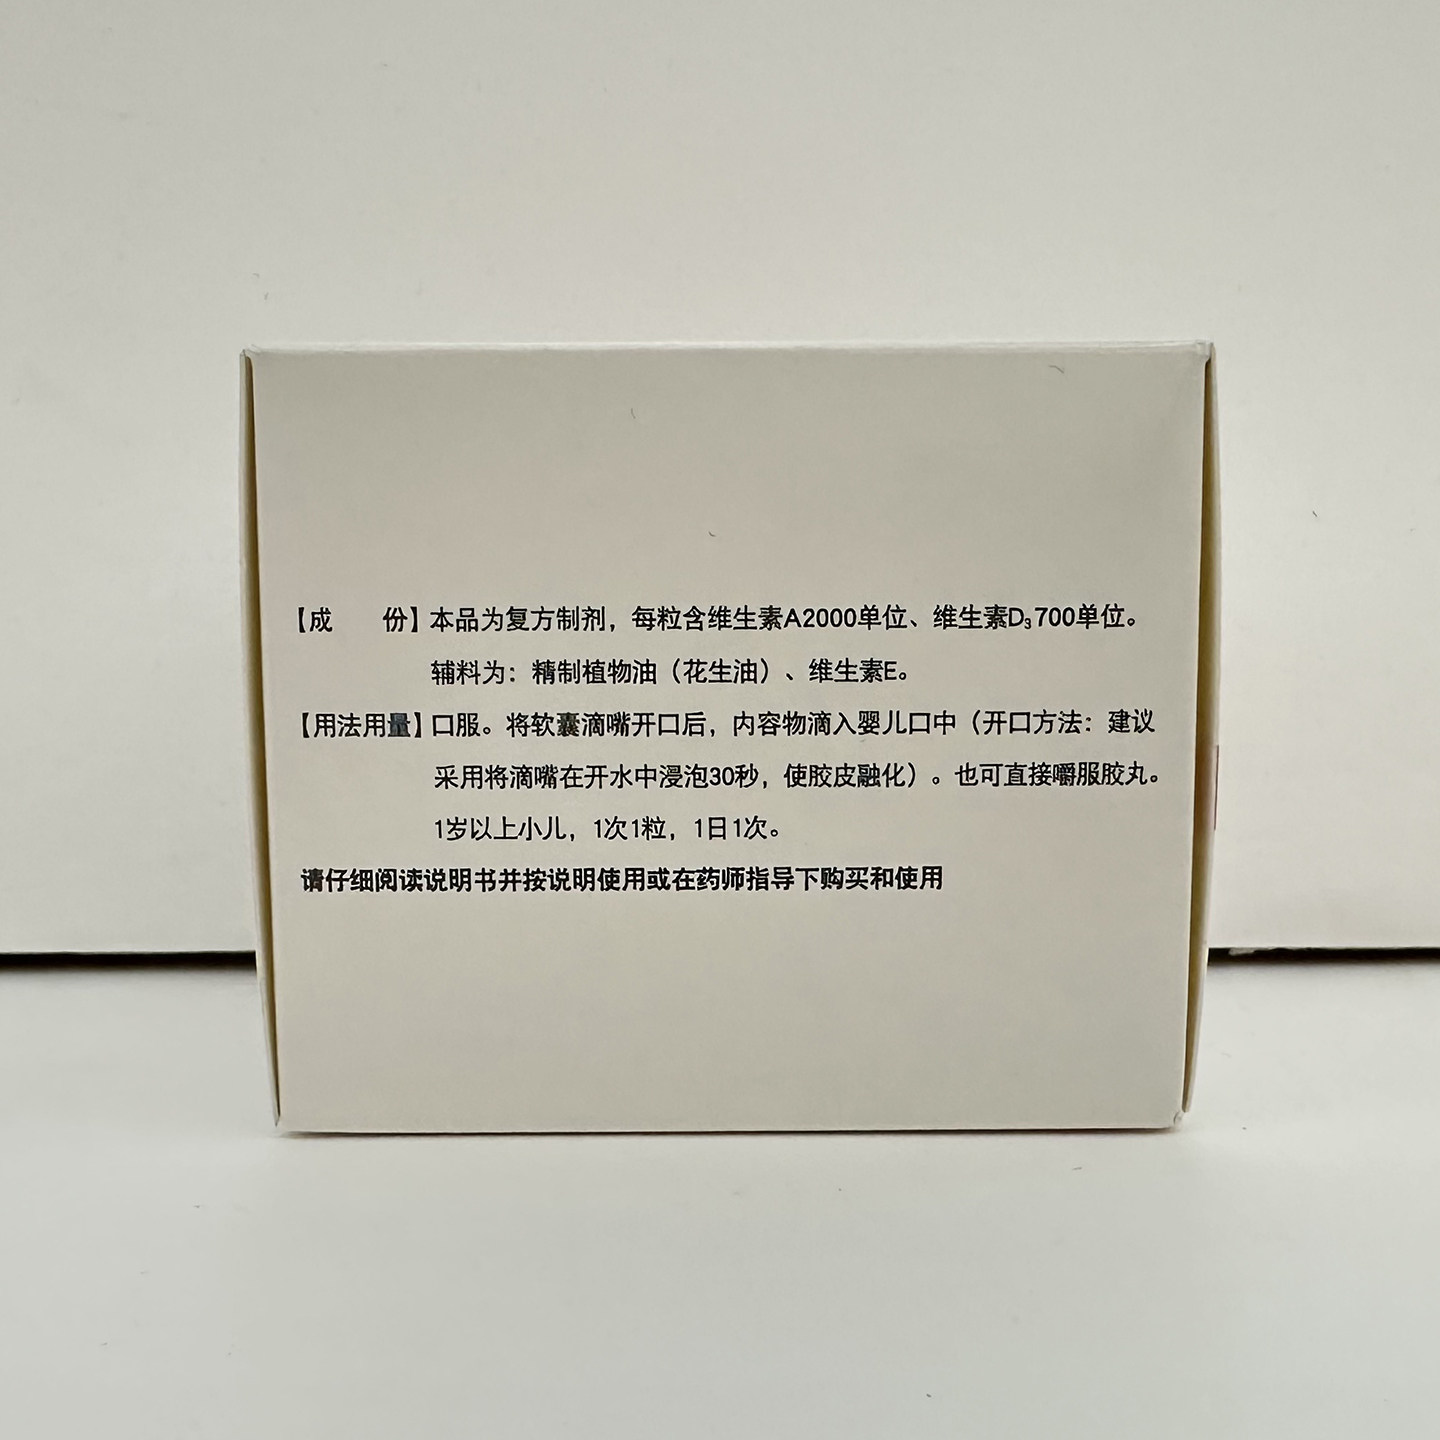 【成　　份】本品为复方制剂，每粒含维生素A2000单位、维生素D₃700单位。
辅料为：精制植物油（花生油）、维生素E。
【用法用量】口服。将软囊滴嘴开口后，内容物滴入婴儿口中（开口方法：建议
采用将滴嘴在开水中浸泡30秒，使胶皮融化）。也可直接嚼服胶丸。
1岁以上小儿，1次1粒，1日1次。
请仔细阅读说明书并按说明使用或在药师指导下购买和使用